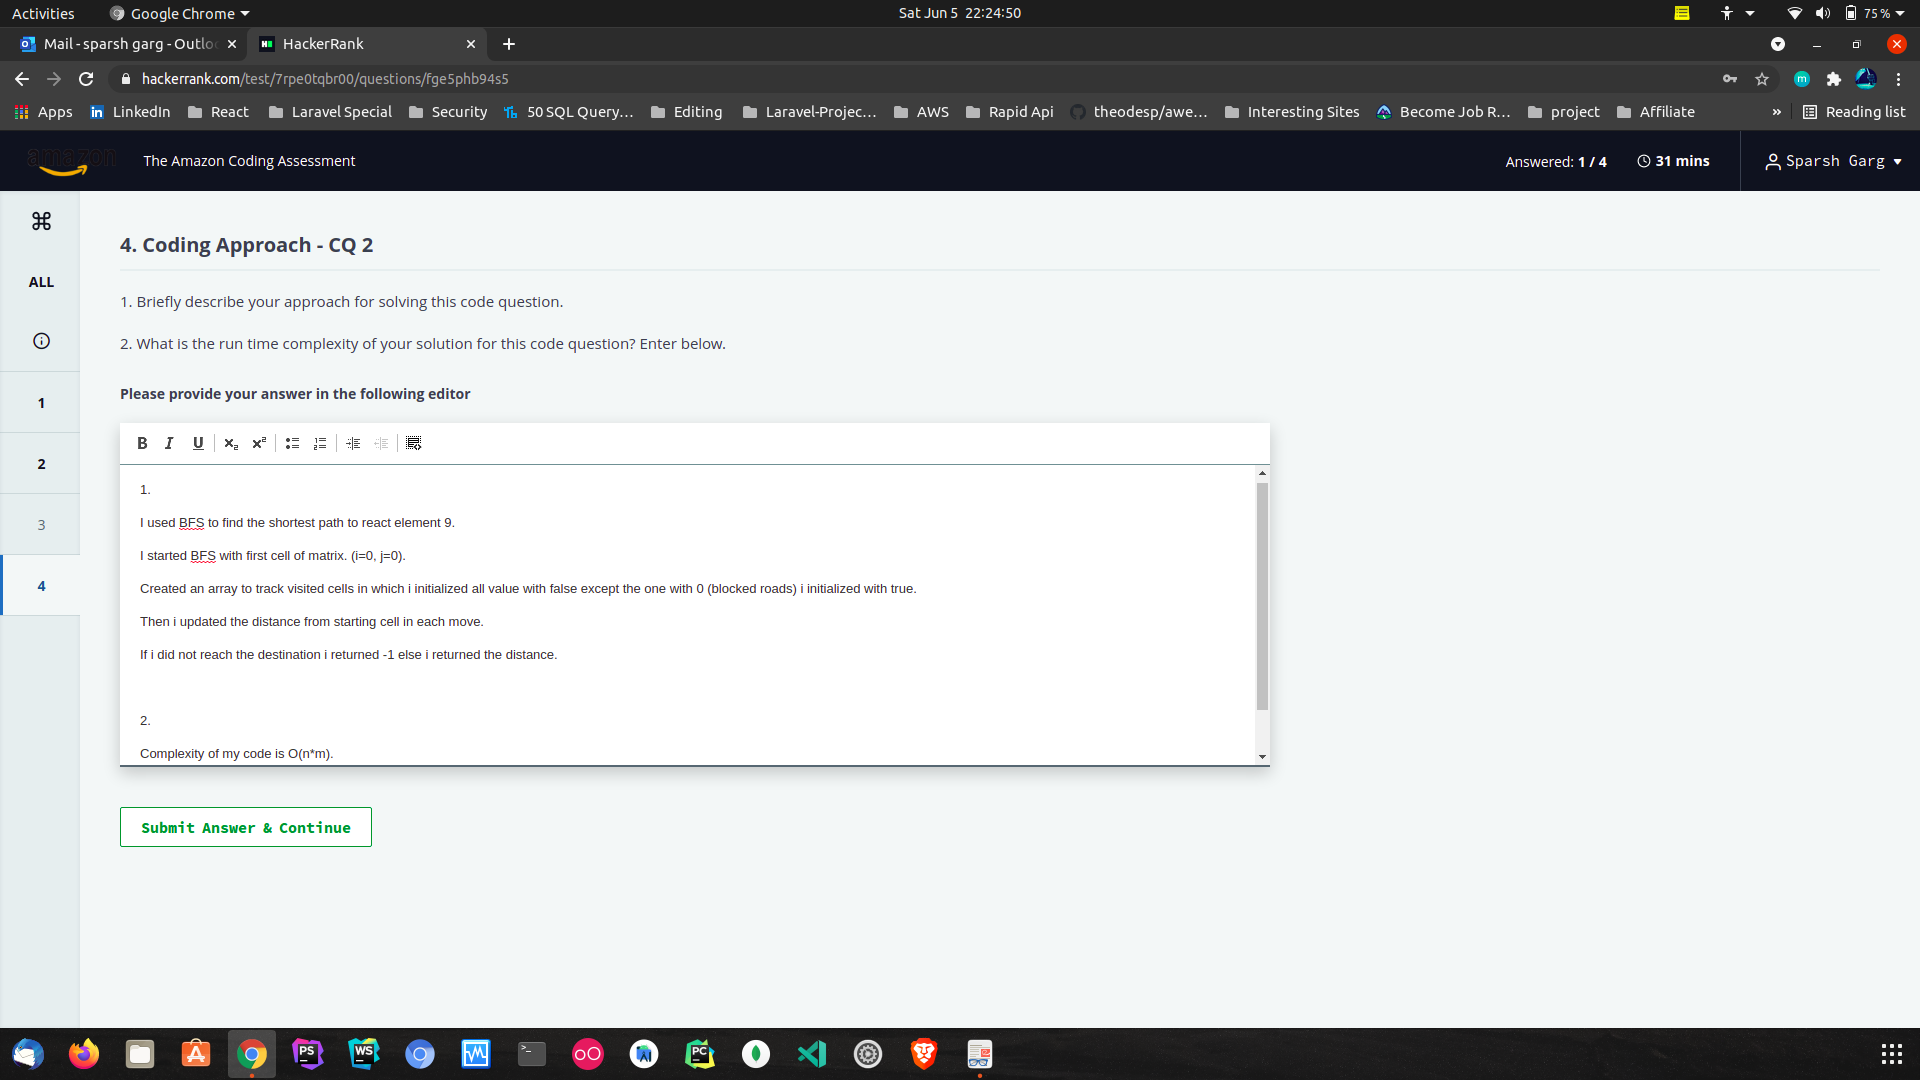 Activities
Google Chrome
Sat Jun 5 22:24:50
75 %
Mail - sparsh garg - Outlo
HackerRank
hackerrank.com/test/7rpe0tqbr00/questions/fge5phb94s5
Apps
LinkedIn
React
Laravel Special
Security
50 SQL Query…
Editing
Laravel-Projec…
AWS
Rapid Api
theodesp/awe…
Interesting Sites
Become Job R…
project
Affiliate
»
Reading list
amazon
The Amazon Coding Assessment
Answered: 1 / 4
31 mins
Sparsh Garg
ALL
1
2
3
4
4. Coding Approach - CQ 2
1. Briefly describe your approach for solving this code question.
2. What is the run time complexity of your solution for this code question? Enter below.
Please provide your answer in the following editor
B I U x₂ x²
1.
I used BFS to find the shortest path to react element 9.
I started BFS with first cell of matrix. (i=0, j=0).
Created an array to track visited cells in which i initialized all value with false except the one with 0 (blocked roads) i initialized with true.
Then i updated the distance from starting cell in each move.
If i did not reach the destination i returned -1 else i returned the distance.
2.
Complexity of my code is O(n*m).
Submit Answer & Continue
PS
WS
PC